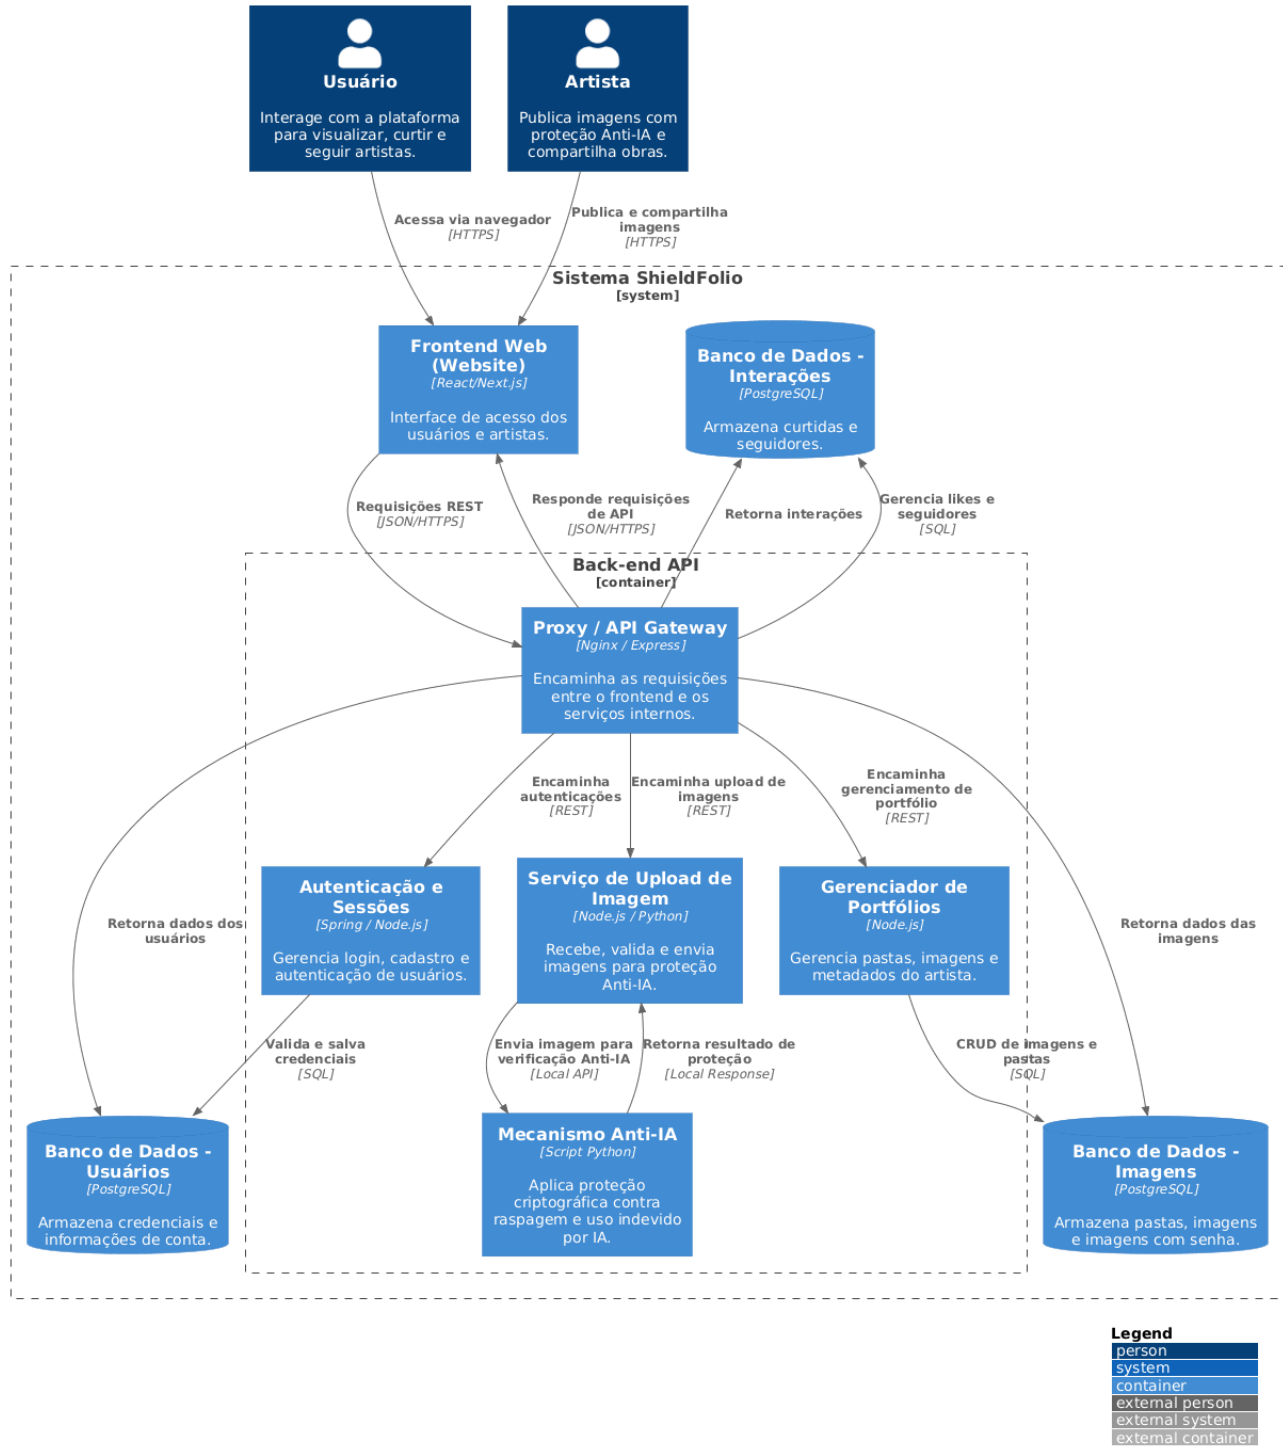 Usuário
Interage com a plataforma
para visualizar, curtir e
seguir artistas.
Artista
Publica imagens com
proteção Anti-IA e
compartilha obras.
Acessa via navegador
[HTTPS]
Publica e compartilha
imagens
[HTTPS]
Sistema ShieldFolio
[system]
Frontend Web
(Website)
[React/Next.js]
Interface de acesso dos
usuários e artistas.
Banco de Dados -
Interações
[PostgreSQL]
Armazena curtidas e
seguidores.
Requisições REST
[JSON/HTTPS]
Responde requisições
de API
[JSON/HTTPS]
Retorna interações
Gerencia likes e
seguidores
[SQL]
Back-end API
[container]
Proxy / API Gateway
[Nginx / Express]
Encaminha as requisições
entre o frontend e os
serviços internos.
Encaminha
autenticações
[REST]
Encaminha upload de
imagens
[REST]
Encaminha
gerenciamento de
portfólio
[REST]
Retorna dados dos
usuários
Autenticação e
Sessões
[Spring / Node.js]
Gerencia login, cadastro e
autenticação de usuários.
Serviço de Upload de
Imagem
[Node.js / Python]
Recebe, valida e envia
imagens para proteção
Anti-IA.
Gerenciador de
Portfólios
[Node.js]
Gerencia pastas, imagens e
metadados do artista.
Retorna dados das
imagens
Valida e salva
credenciais
[SQL]
Envia imagem para
verificação Anti-IA
[Local API]
Retorna resultado de
proteção
[Local Response]
CRUD de imagens e
pastas
[SQL]
Banco de Dados -
Usuários
[PostgreSQL]
Armazena credenciais e
informações de conta.
Mecanismo Anti-IA
[Script Python]
Aplica proteção
criptográfica contra
raspagem e uso indevido
por IA.
Banco de Dados -
Imagens
[PostgreSQL]
Armazena pastas, imagens
e imagens com senha.
Legend
person
system
container
external person
external system
external container